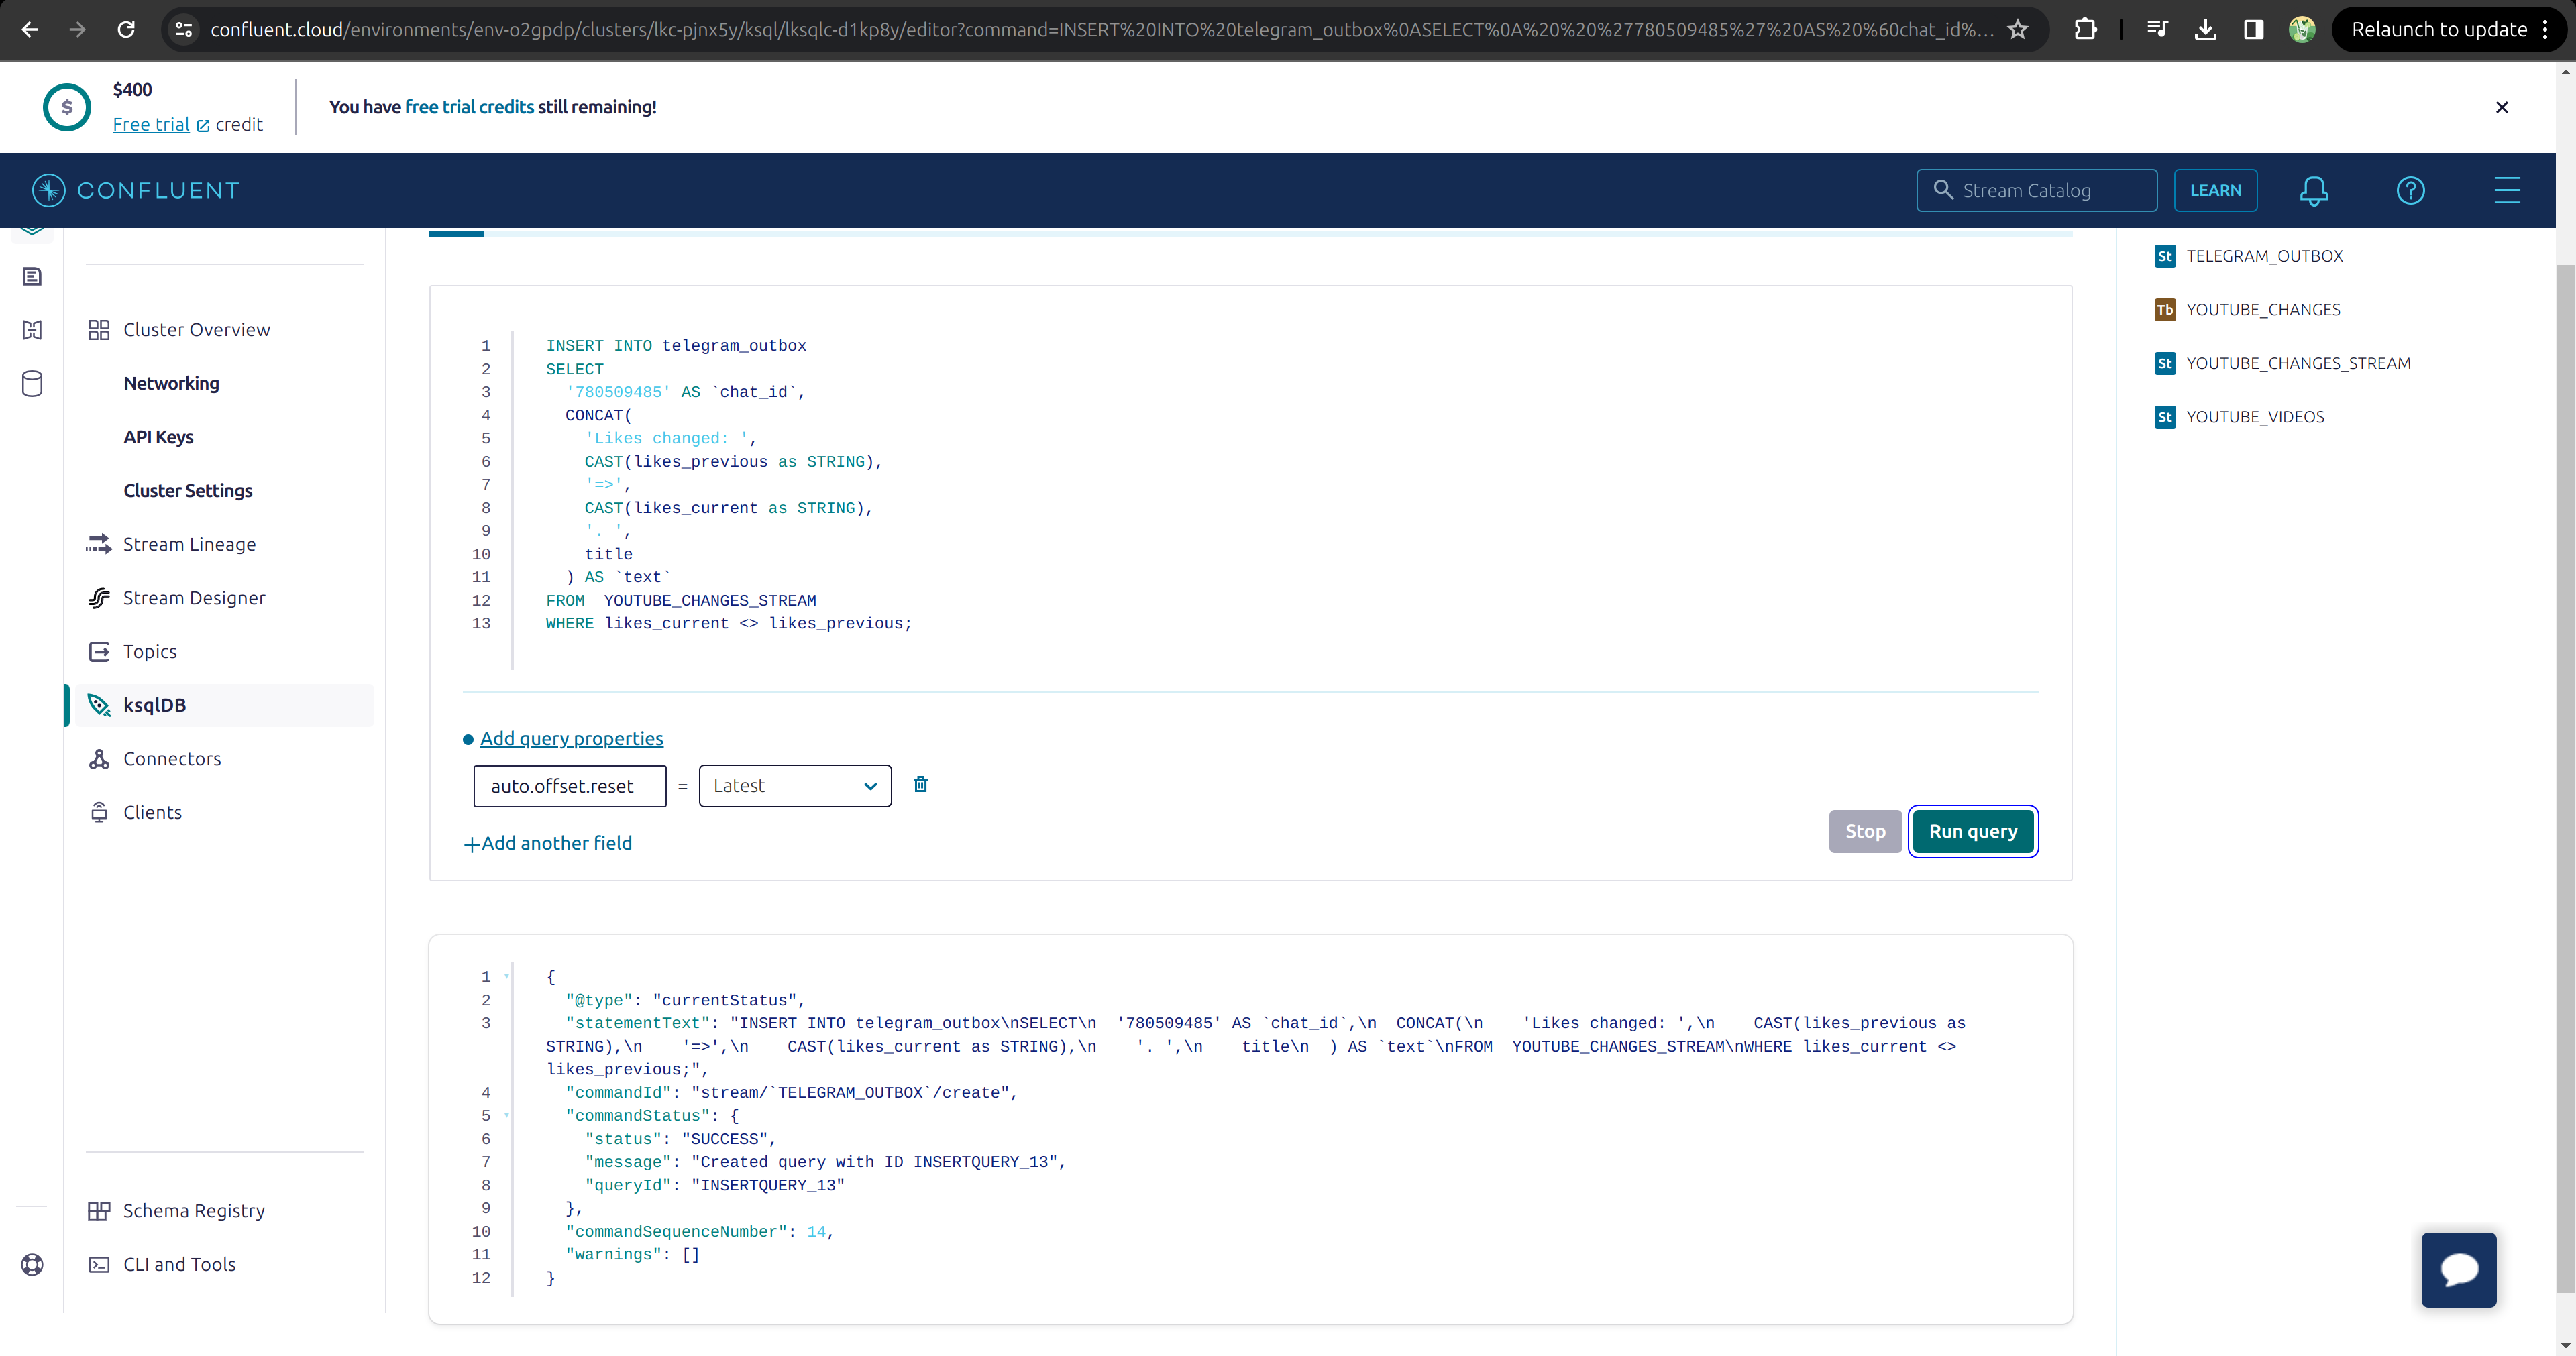 confluent.cloud/environments/env-o2gpdp/clusters/lkc-pjnx5y/ksql/lksqlc-d1kp8y/editor?command=INSERT%20INTO%20telegram_outbox%0ASELECT%0A%20%20%27780509485%27%20AS%20%60chat_id%...
Relaunch to update
$400
Free trial credit
You have free trial credits still remaining!
CONFLUENT
Stream Catalog
LEARN
Cluster Overview
Networking
API Keys
Cluster Settings
Stream Lineage
Stream Designer
Topics
ksqlDB
Connectors
Clients
Schema Registry
CLI and Tools
1 INSERT INTO telegram_outbox
2 SELECT
3 '780509485' AS `chat_id`,
4 CONCAT(
5 'Likes changed: ',
6 CAST(likes_previous as STRING),
7 '=>',
8 CAST(likes_current as STRING),
9 '. ',
10 title
11 ) AS `text`
12 FROM  YOUTUBE_CHANGES_STREAM
13 WHERE likes_current <> likes_previous;
Add query properties
auto.offset.reset = Latest
+Add another field
Stop Run query
1 {
2 "@type": "currentStatus",
3 "statementText": "INSERT INTO telegram_outbox\nSELECT\n  '780509485' AS `chat_id`,\n  CONCAT(\n    'Likes changed: ',\n    CAST(likes_previous as
STRING),\n    '=>',\n    CAST(likes_current as STRING),\n    '. ',\n    title\n  ) AS `text`\nFROM  YOUTUBE_CHANGES_STREAM\nWHERE likes_current <>
likes_previous;",
4 "commandId": "stream/`TELEGRAM_OUTBOX`/create",
5 "commandStatus": {
6 "status": "SUCCESS",
7 "message": "Created query with ID INSERTQUERY_13",
8 "queryId": "INSERTQUERY_13"
9 },
10 "commandSequenceNumber": 14,
11 "warnings": []
12 }
St TELEGRAM_OUTBOX
Tb YOUTUBE_CHANGES
St YOUTUBE_CHANGES_STREAM
St YOUTUBE_VIDEOS